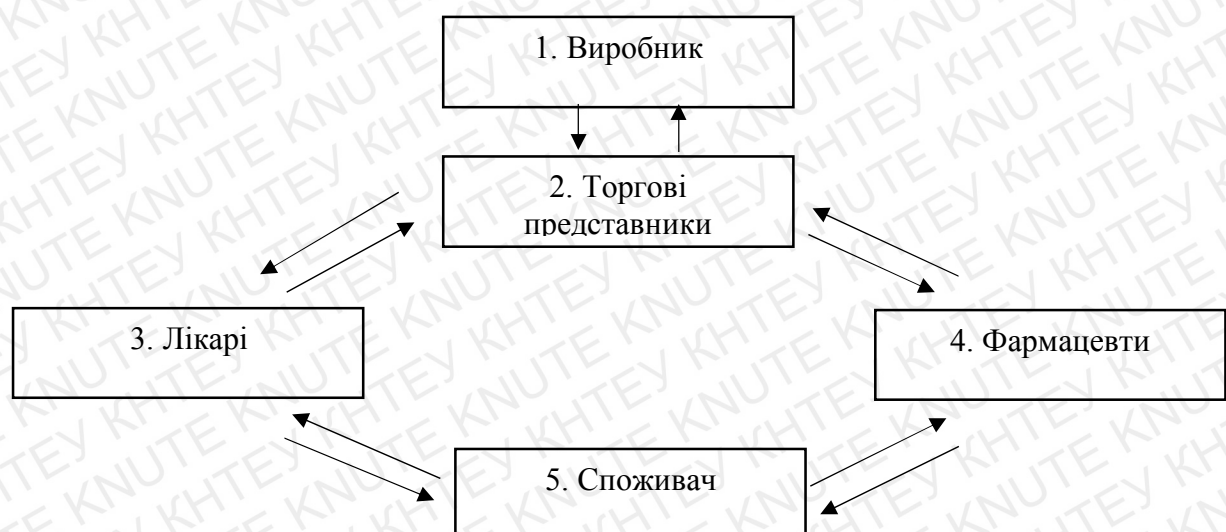 1. Виробник
2. Торгові
представники
3. Лікарі
4. Фармацевти
5. Споживач